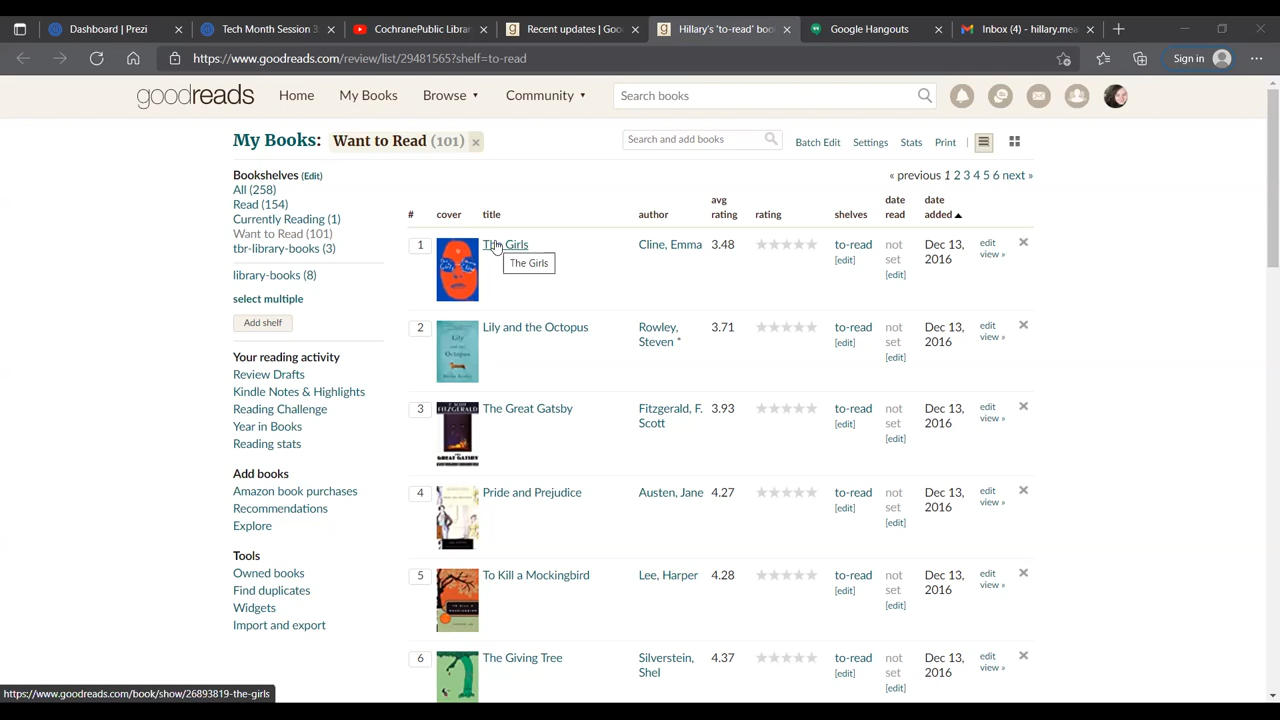 Dashboard | Prezi
Tech Month Session 3
CochranePublic Librar
Recent updates | Goo
Hillary's 'to-read' boo
Google Hangouts
Inbox (4) - hillary.mea
https://www.goodreads.com/review/list/29481565?shelf=to-read
Sign in
goodreads Home My Books Browse ▼ Community ▼ Search books
My Books: Want to Read (101) ×
Search and add books
Batch Edit Settings Stats Print |
Bookshelves (Edit)
All (258)
Read (154)
Currently Reading (1)
Want to Read (101)
tbr-library-books (3)
library-books (8)
select multiple
Add shelf
Your reading activity
Review Drafts
Kindle Notes & Highlights
Reading Challenge
Year in Books
Reading stats
Add books
Amazon book purchases
Recommendations
Explore
Tools
Owned books
Find duplicates
Widgets
Import and export
« previous 1 2 3 4 5 6 next »
# cover title author avg rating rating shelves date read date added
1 The Girls Cline, Emma 3.48 to-read not Dec 13, edit
[edit] set 2016 view »
[edit]
The Girls
2 Lily and the Octopus Rowley, 3.71 to-read not Dec 13, edit
Steven * [edit] set 2016 view »
[edit]
3 The Great Gatsby Fitzgerald, F. 3.93 to-read not Dec 13, edit
Scott [edit] set 2016 view »
[edit]
FITZGERALD
GREAT GATSBY
4 Pride and Prejudice Austen, Jane 4.27 to-read not Dec 13, edit
[edit] set 2016 view »
[edit]
5 To Kill a Mockingbird Lee, Harper 4.28 to-read not Dec 13, edit
[edit] set 2016 view »
[edit]
6 The Giving Tree Silverstein, 4.37 to-read not Dec 13, edit
Shel [edit] set 2016 view »
[edit]
https://www.goodreads.com/book/show/26893819-the-girls